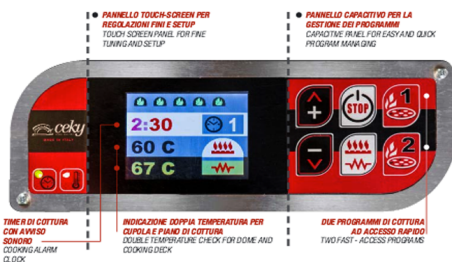 PANNELLO TOUCH-SCREEN PER
REGOLAZIONI FINI E SETUP
TOUCH SCREEN PANEL FOR FINE
TUNING AND SETUP
PANNELLO CAPACITIVO PER LA
GESTIONE DEI PROGRAMMI
CAPACITIVE PANEL FOR EASY AND QUICK
PROGRAM MANAGING
ceky
MADE IN ITALY
2:30
1
60 C
67 C
+
STOP
1
-
2
TIMER DI COTTURA
CON AVVISO
SONORO
COOKING ALARM
CLOCK
INDICAZIONE DOPPIA TEMPERATURA PER
CUPOLA E PIANO DI COTTURA
DOUBLE TEMPERATURE CHECK FOR DOME AND
COOKING DECK
DUE PROGRAMMI DI COTTURA
AD ACCESSO RAPIDO
TWO FAST - ACCESS PROGRAMS